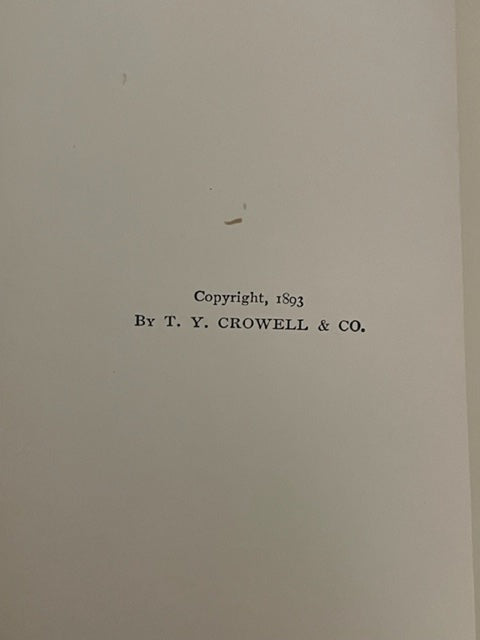 Copyright, 1893
By T. Y. CROWELL & CO.